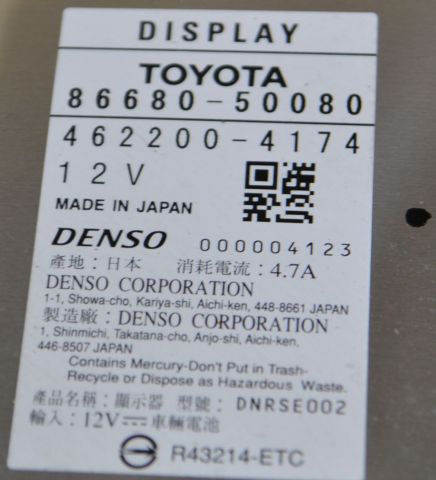 DISPLAY
TOYOTA
86680-50080
462200-4174
12V
MADE IN JAPAN
DENSO 000004123
產地：日本 消耗電流：4.7A
DENSO CORPORATION
1-1, Showa-cho, Kariya-shi, Aichi-ken, 448-8661 JAPAN
製造廠：DENSO CORPORATION
1, Shinmichi, Takatana-cho, Anjo-shi, Aichi-ken,
446-8507 JAPAN
Contains Mercury-Don't Put in Trash-
Recycle or Dispose as Hazardous Waste.
產品名稱：顯示器 型號：DNRSE002
輸入：12V⎓車輛電池
R43214-ETC